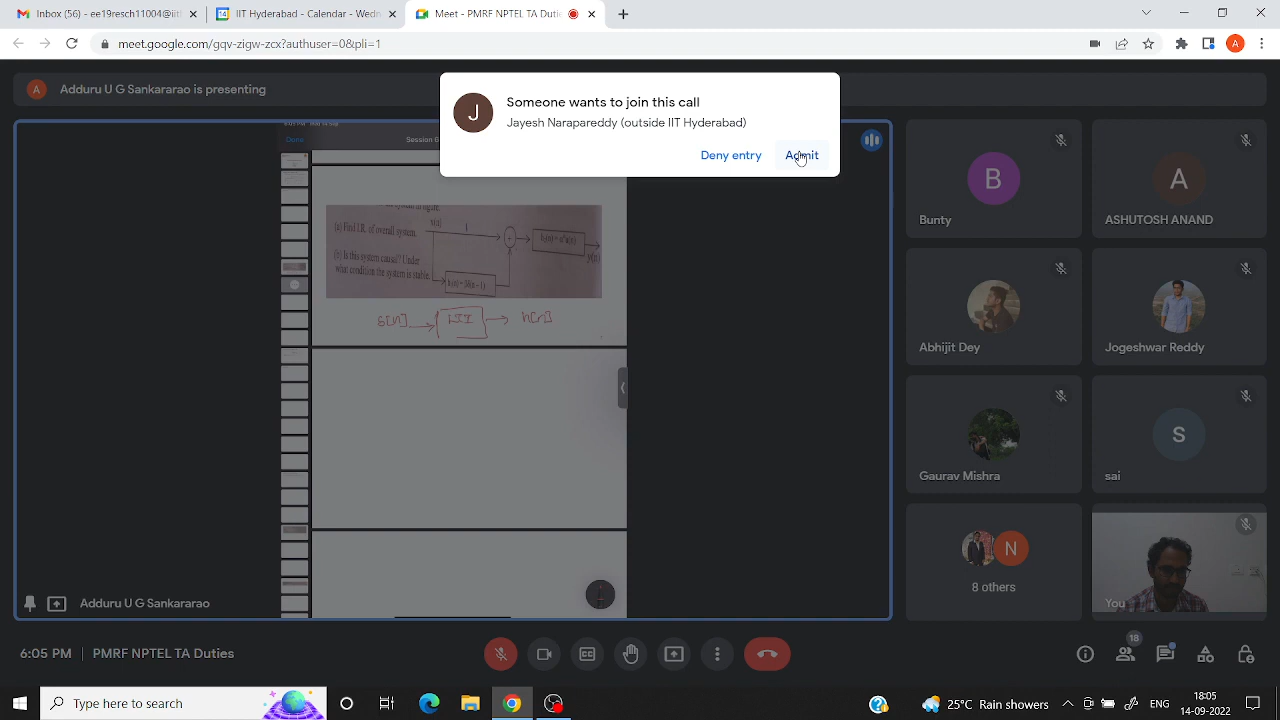 Inbox (56) - ee19resch11004@iitl
IIT Hyderabad - Calendar - Wedn
Meet - PMRF NPTEL TA Dutie
meet.google.com/gqv-zigw-zcx?authuser=0&pli=1
A
A
Adduru U G Sankararao is presenting
J
Someone wants to join this call
Jayesh Narapareddy (outside IIT Hyderabad)
Deny entry
Admit
Done
Session
(a) Find I.R. of overall system.
(b) Is this system causal? Under
what condition the system is stable.
δ[n]
LTI
h[n]
Adduru U G Sankararao
B
Bunty
A
ASHUTOSH ANAND
Abhijit Dey
Jogeshwar Reddy
Gaurav Mishra
S
sai
N
8 others
You
6:05 PM | PMRF NPTEL TA Duties
18
Type here to search
25°C Rain showers
ENG
18:05
14-09-2022